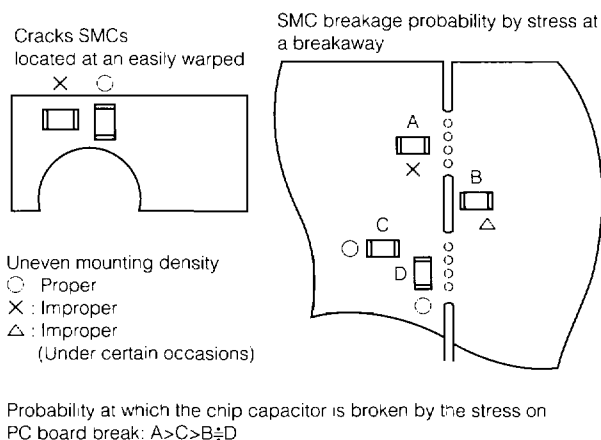 Cracks SMCs
located at an easily warped
× ○
SMC breakage probability by stress at
a breakaway
A
×
B
△
C
○
D
○
Uneven mounting density
○ Proper
× : Improper
△ : Improper
(Under certain occasions)
Probability at which the chip capacitor is broken by the stress on
PC board break: A>C>B≑D